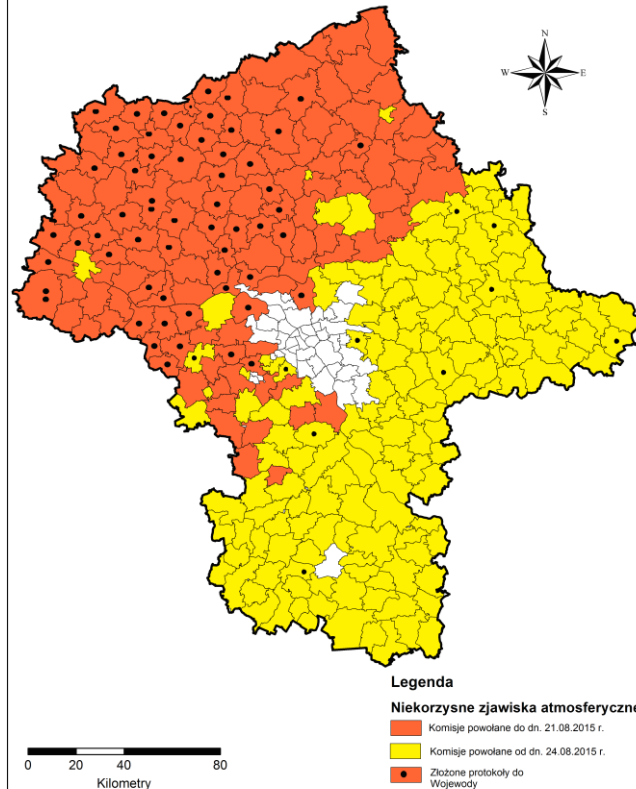 N
W E
S
Legenda
Niekorzysne zjawiska atmosferyczne
Komisje powołane do dn. 21.08.2015 r.
Komisje powołane od dn. 24.08.2015 r.
Złożone protokoły do
Wojewody
0 20 40 80
Kilometry